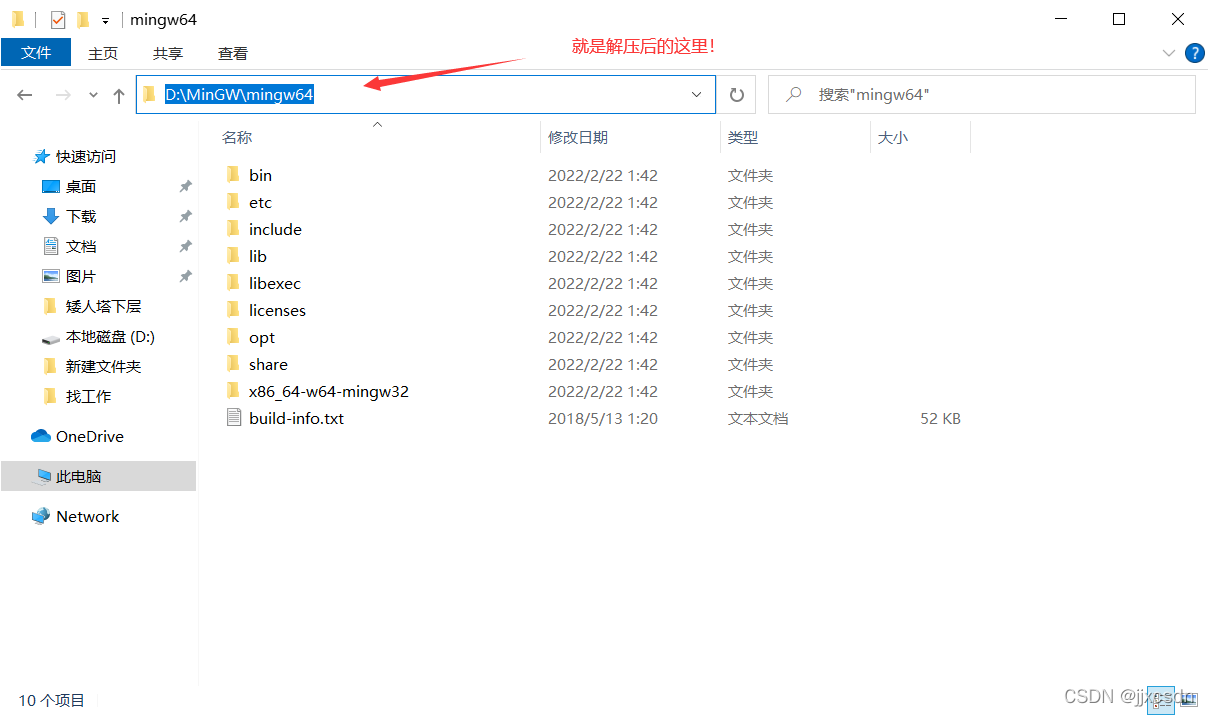 mingw64
文件 主页 共享 查看
就是解压后的这里！
D:\MinGW\mingw64
搜索"mingw64"
名称 修改日期 类型 大小
快速访问
桌面
下载
文档
图片
矮人塔下层
本地磁盘 (D:)
新建文件夹
找工作
OneDrive
此电脑
Network
bin 2022/2/22 1:42 文件夹
etc 2022/2/22 1:42 文件夹
include 2022/2/22 1:42 文件夹
lib 2022/2/22 1:42 文件夹
libexec 2022/2/22 1:42 文件夹
licenses 2022/2/22 1:42 文件夹
opt 2022/2/22 1:42 文件夹
share 2022/2/22 1:42 文件夹
x86_64-w64-mingw32 2022/2/22 1:42 文件夹
build-info.txt 2018/5/13 1:20 文本文档 52 KB
10 个项目
CSDN